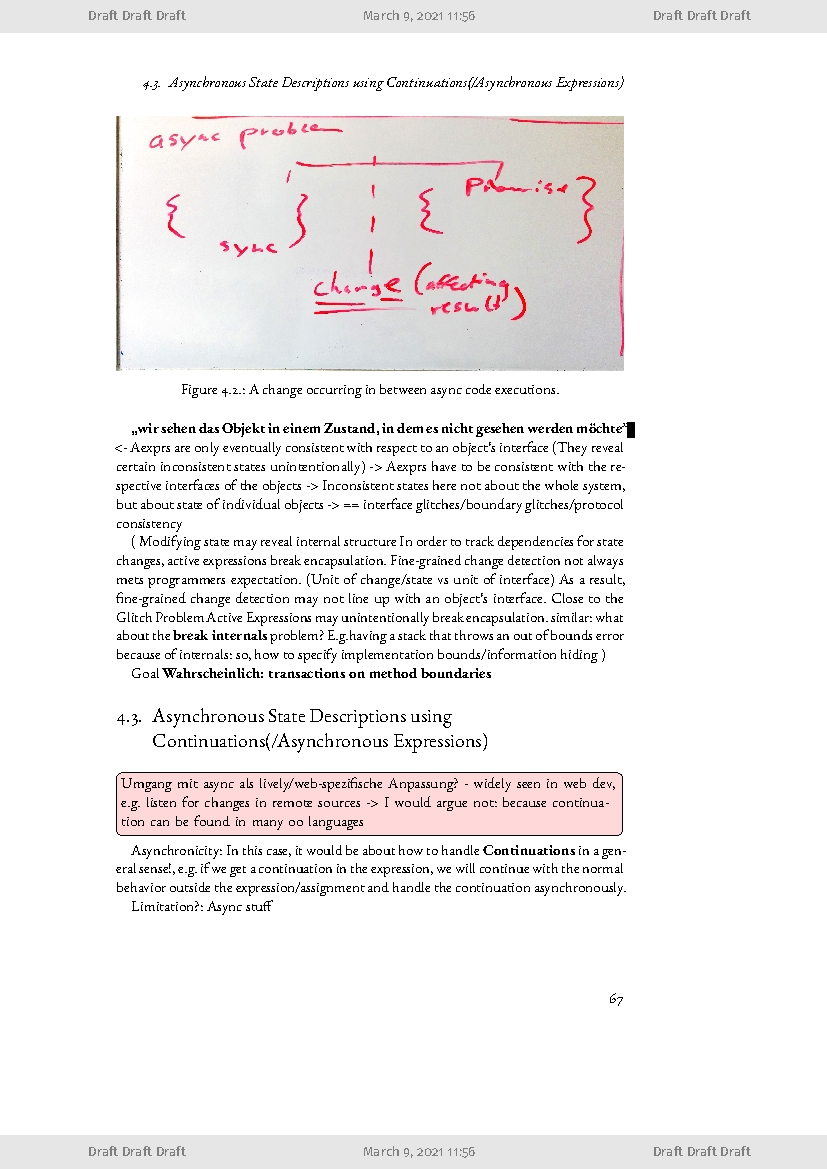 Draft Draft Draft March 9, 2021 11:56 Draft Draft Draft
4.3. Asynchronous State Descriptions using Continuations(/Asynchronous Expressions)
async problem
{ } { Promise }
sync
change (affecting
result)
Figure 4.2.: A change occurring in between async code executions.
„wir sehen das Objekt in einem Zustand, in dem es nicht gesehen werden möchte“
<- Aexprs are only eventually consistent with respect to an object's interface (They reveal
certain inconsistent states unintentionally) -> Aexprs have to be consistent with the re-
spective interfaces of the objects -> Inconsistent states here not about the whole system,
but about state of individual objects -> == interface glitches/boundary glitches/protocol
consistency
( Modifying state may reveal internal structure In order to track dependencies for state
changes, active expressions break encapsulation. Fine-grained change detection not always
mets programmers expectation. (Unit of change/state vs unit of interface) As a result,
fine-grained change detection may not line up with an object's interface. Close to the
Glitch Problem Active Expressions may unintentionally break encapsulation. similar: what
about the break internals problem? E.g.having a stack that throws an out of bounds error
because of internals: so, how to specify implementation bounds/information hiding )
Goal Wahrscheinlich: transactions on method boundaries
4.3. Asynchronous State Descriptions using
Continuations(/Asynchronous Expressions)
Umgang mit async als lively/web-spezifische Anpassung? - widely seen in web dev,
e.g. listen for changes in remote sources -> I would argue not: because continua-
tion can be found in many oo languages
Asynchronicity: In this case, it would be about how to handle Continuations in a gen-
eral sense!, e.g. if we get a continuation in the expression, we will continue with the normal
behavior outside the expression/assignment and handle the continuation asynchronously.
Limitation?: Async stuff
67
Draft Draft Draft March 9, 2021 11:56 Draft Draft Draft